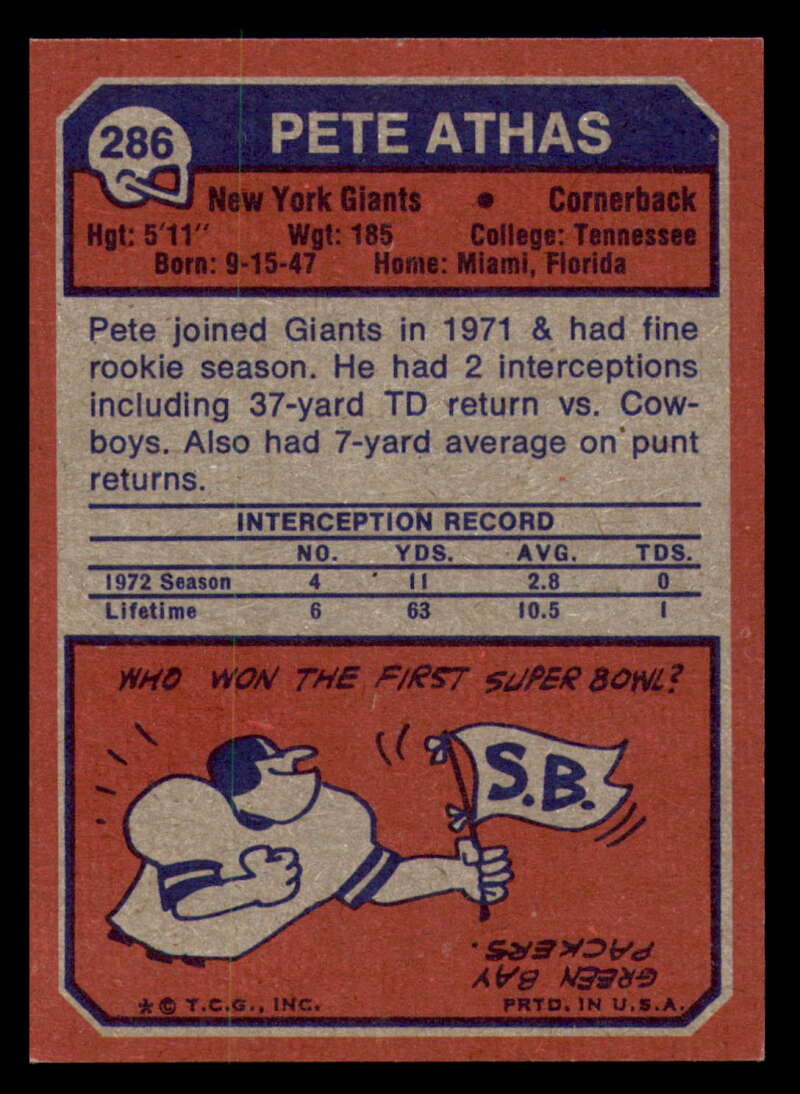 286
PETE ATHAS
New York Giants • Cornerback
Hgt: 5'11" Wgt: 185 College: Tennessee
Born: 9-15-47 Home: Miami, Florida
Pete joined Giants in 1971 & had fine
rookie season. He had 2 interceptions
including 37-yard TD return vs. Cow-
boys. Also had 7-yard average on punt
returns.
INTERCEPTION RECORD
NO. YDS. AVG. TDS.
1972 Season 4 11 2.8 0
Lifetime 6 63 10.5 1
WHO WON THE FIRST SUPER BOWL?
S.B.
GREEN BAY
PACKERS.
* © T.C.G., INC. PRTD. IN U.S.A.